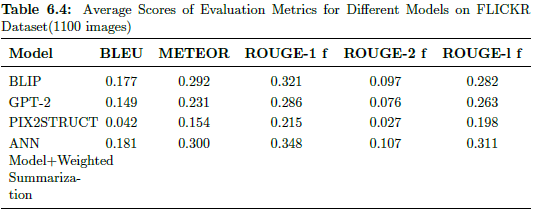 Table 6.4: Average Scores of Evaluation Metrics for Different Models on FLICKR
Dataset(1100 images)
Model BLEU METEOR ROUGE-1 f ROUGE-2 f ROUGE-l f
BLIP 0.177 0.292 0.321 0.097 0.282
GPT-2 0.149 0.231 0.286 0.076 0.263
PIX2STRUCT 0.042 0.154 0.215 0.027 0.198
ANN 0.181 0.300 0.348 0.107 0.311
Model+Weighted
Summariza-
tion